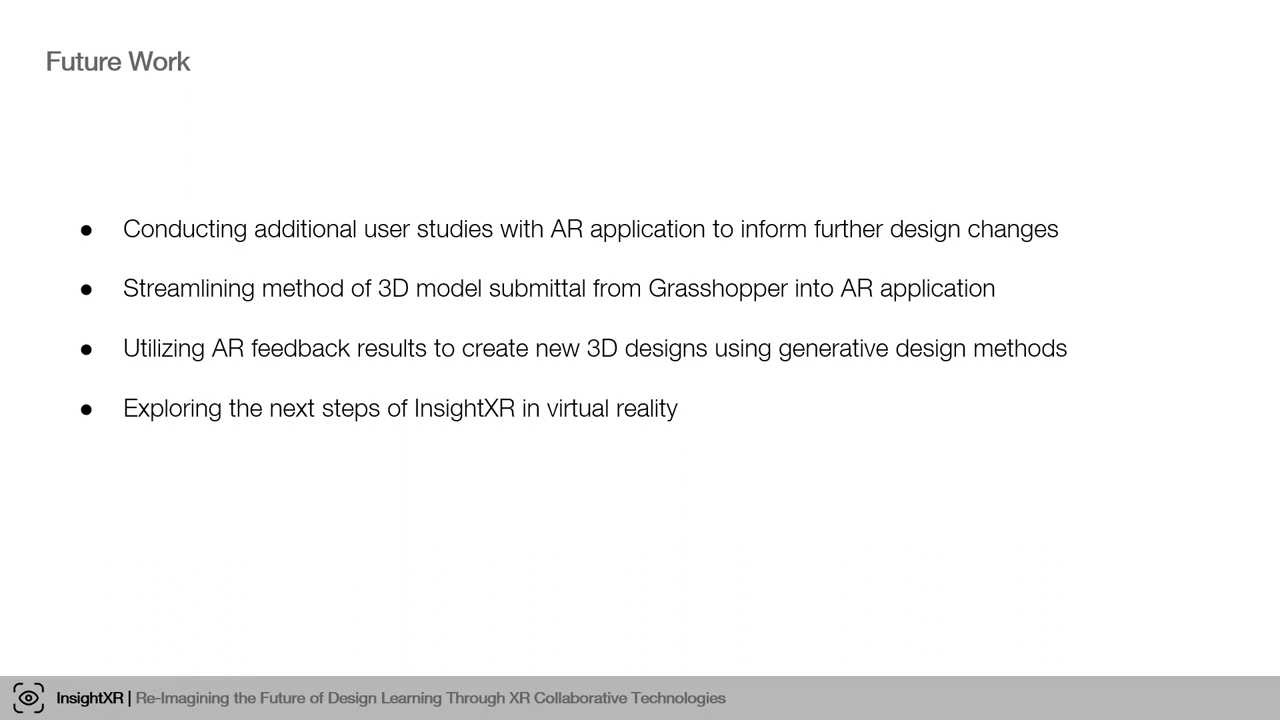 Future Work
● Conducting additional user studies with AR application to inform further design changes
● Streamlining method of 3D model submittal from Grasshopper into AR application
● Utilizing AR feedback results to create new 3D designs using generative design methods
● Exploring the next steps of InsightXR in virtual reality
InsightXR | Re-Imagining the Future of Design Learning Through XR Collaborative Technologies